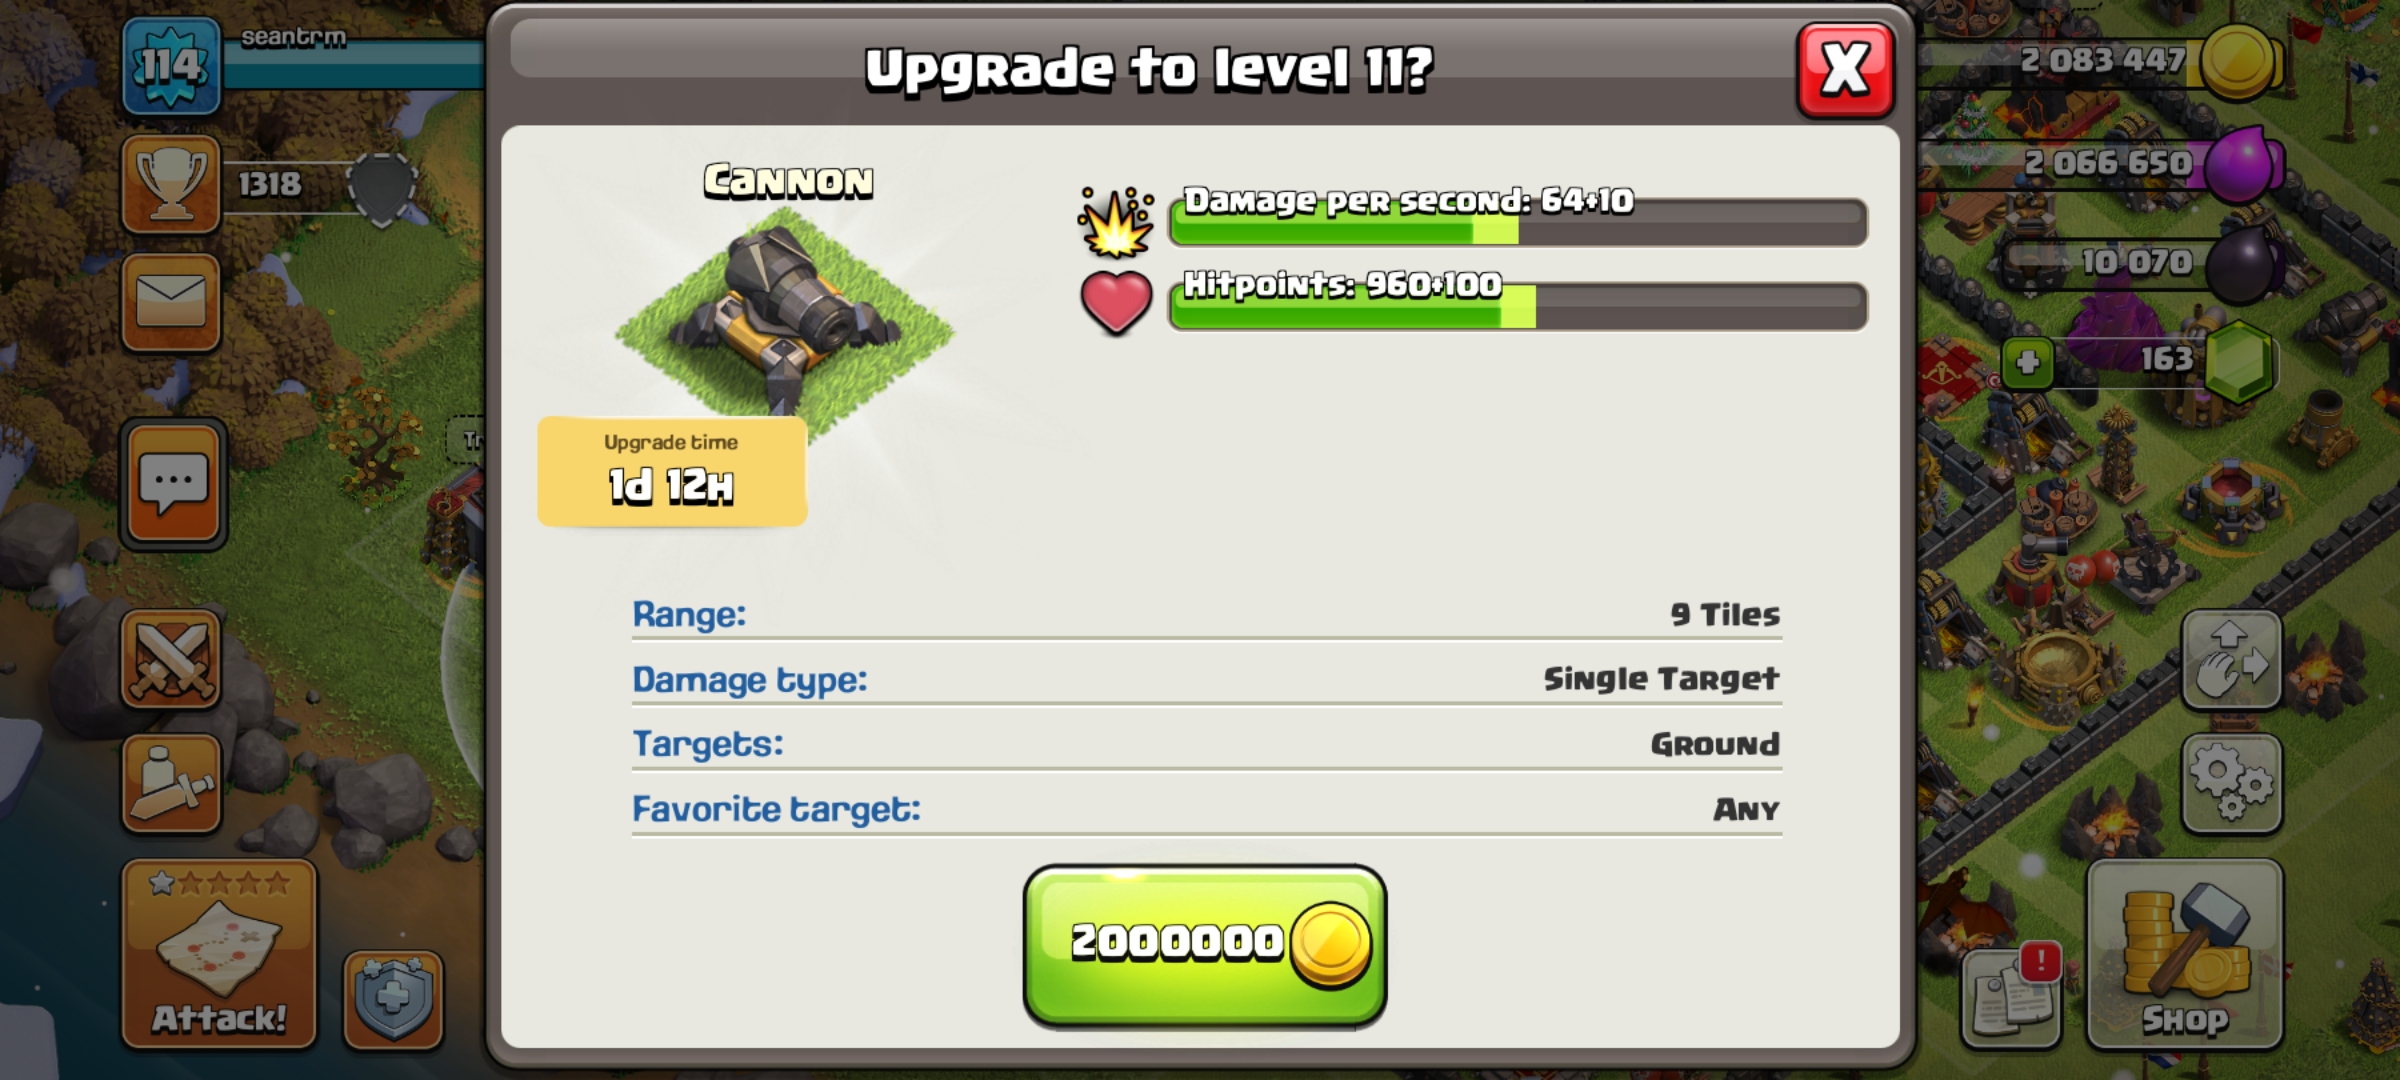 114
seantrm
1318
Upgrade to level 11?
X
2 083 447
2 066 650
10 070
163
Cannon
Damage per second: 64+10
Hitpoints: 960+100
Upgrade time
1d 12H
Range: 9 Tiles
Damage type: Single Target
Targets: Ground
Favorite target: Any
2000000
Attack!
!
Shop